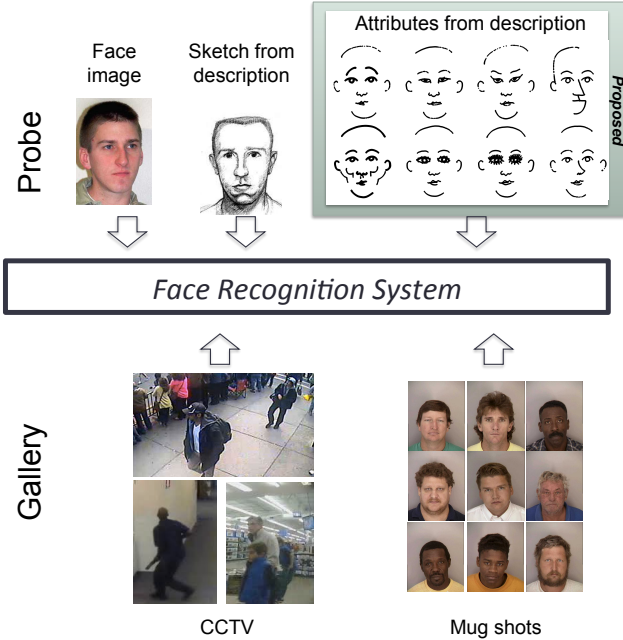 Face
image
Sketch from
description
Attributes from description
Proposed
Probe
Face Recognition System
Gallery
CCTV
Mug shots